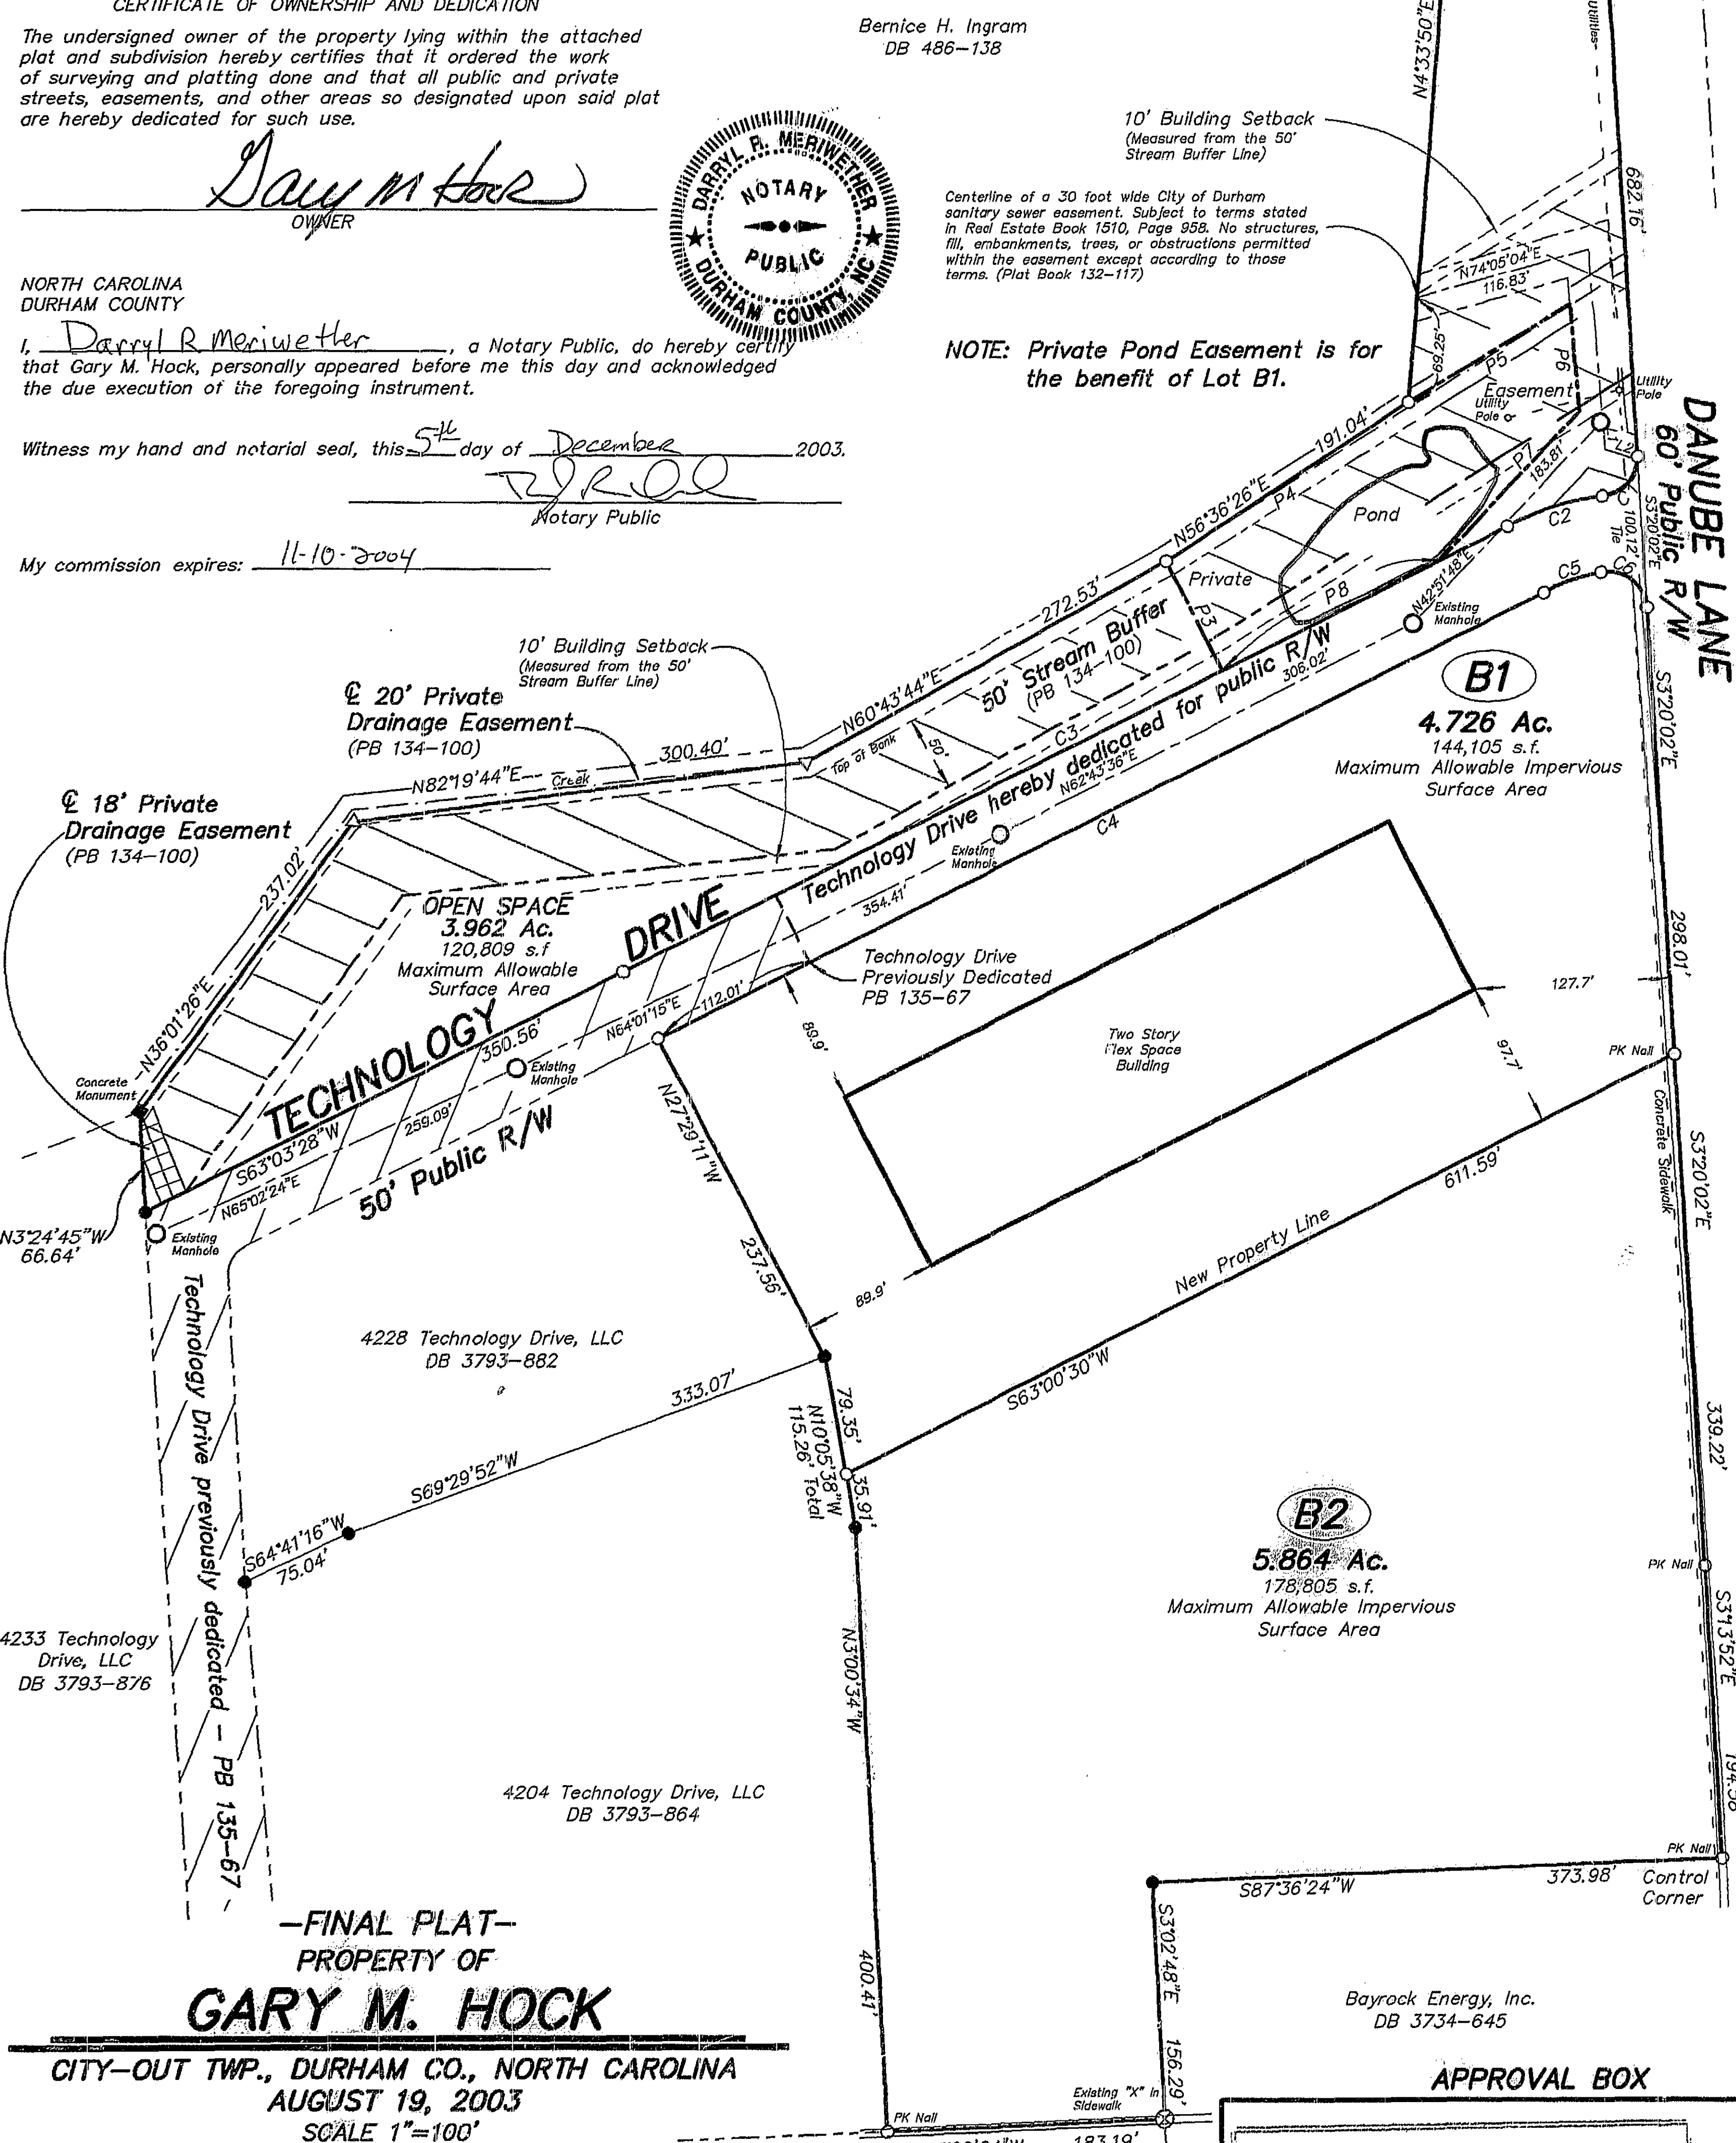 CERTIFICATE OF OWNERSHIP AND DEDICATION
The undersigned owner of the property lying within the attached
plat and subdivision hereby certifies that it ordered the work
of surveying and platting done and that all public and private
streets, easements, and other areas so designated upon said plat
are hereby dedicated for such use.
Gary M Hock
OWNER
DARRYL R. MERIWETHER
NOTARY
PUBLIC
DURHAM COUNTY, NC
NORTH CAROLINA
DURHAM COUNTY
I, Darryl R Meriwether, a Notary Public, do hereby certify
that Gary M. Hock, personally appeared before me this day and acknowledged
the due execution of the foregoing instrument.
Witness my hand and notarial seal, this 5th day of December 2003.
Notary Public
My commission expires: 11-10-2004
Bernice H. Ingram
DB 486-138
N4°33'50"E
Utilities
10' Building Setback
(Measured from the 50'
Stream Buffer Line)
Centerline of a 30 foot wide City of Durham
sanitary sewer easement. Subject to terms stated
in Real Estate Book 1510, Page 958. No structures,
fill, embankments, trees, or obstructions permitted
within the easement except according to those
terms. (Plat Book 132-117)
NOTE: Private Pond Easement is for
the benefit of Lot B1.
682.16'
N74°05'04"E
116.83'
69.25'
P5
P6
Easement
Utility
Pole
Utility
Pole
L1
L2
P1
183.81'
191.04'
N56°36'26"E
P4
Pond
C2
100.12'
Tie
S3°20'02"E
DANUBE LANE
60' Public R/W
C5
C6
Private
P3
P8
N42°51'48"E
Existing
Manhole
272.53'
N60°43'44"E
50' Stream Buffer
(PB 134-100)
306.02'
B1
4.726 Ac.
144,105 s.f.
Maximum Allowable Impervious
Surface Area
S3°20'02"E
10' Building Setback
(Measured from the 50'
Stream Buffer Line)
℄ 20' Private
Drainage Easement
(PB 134-100)
300.40'
N82°19'44"E
Creek
Top of Bank
50'
C3
Technology Drive hereby dedicated for public R/W
N62°43'36"E
C4
Existing
Manhole
354.41'
℄ 18' Private
Drainage Easement
(PB 134-100)
237.02'
N36°01'26"E
OPEN SPACE
3.962 Ac.
120,809 s.f
Maximum Allowable
Surface Area
TECHNOLOGY DRIVE
Technology Drive
Previously Dedicated
PB 135-67
298.01'
127.7'
Two Story
Flex Space
Building
89.9'
97.7'
PK Nail
350.56'
N64°01'15"E
112.01'
Existing
Manhole
Concrete
Monument
S63°03'28"W
259.09'
N65°02'24"E
50' Public R/W
N27°29'11"W
237.56'
N3°24'45"W
66.64'
Existing
Manhole
Concrete Sidewalk
S3°20'02"E
611.59'
New Property Line
S63°00'30"W
89.9'
4228 Technology Drive, LLC
DB 3793-882
333.07'
S69°29'52"W
79.35'
N10°05'38"W
115.26' Total
35.91'
339.22'
S64°41'16"W
75.04'
Technology Drive previously dedicated - PB 135-67 -
B2
5.864 Ac.
178,805 s.f.
Maximum Allowable Impervious
Surface Area
PK Nail
S3°13'52"E
4233 Technology
Drive, LLC
DB 3793-876
N3°00'34"W
4204 Technology Drive, LLC
DB 3793-864
PK Nail
Control
Corner
S87°36'24"W
373.98'
S3°02'48"E
156.29'
400.41'
Bayrock Energy, Inc.
DB 3734-645
-FINAL PLAT-
PROPERTY OF
GARY M. HOCK
CITY-OUT TWP., DURHAM CO., NORTH CAROLINA
AUGUST 19, 2003
SCALE 1"=100'
Existing "X" in
Sidewalk
PK Nail
183.19'
APPROVAL BOX